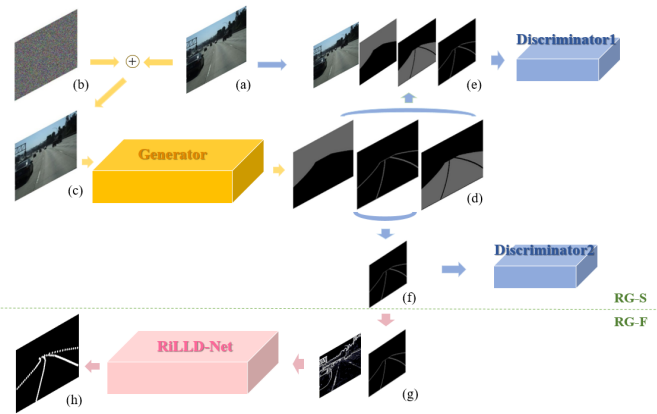 Discriminator1
(b)
(a)
(e)
Generator
(c)
(d)
Discriminator2
(f)
RG-S
RG-F
RiLLD-Net
(h)
(g)